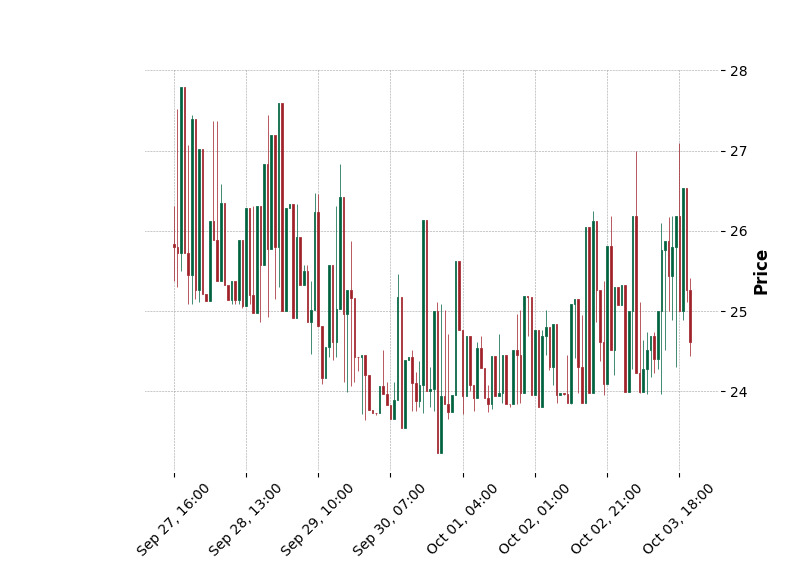 28
27
26
25
24
Price
Sep 27, 16:00
Sep 28, 13:00
Sep 29, 10:00
Sep 30, 07:00
Oct 01, 04:00
Oct 02, 01:00
Oct 02, 21:00
Oct 03, 18:00